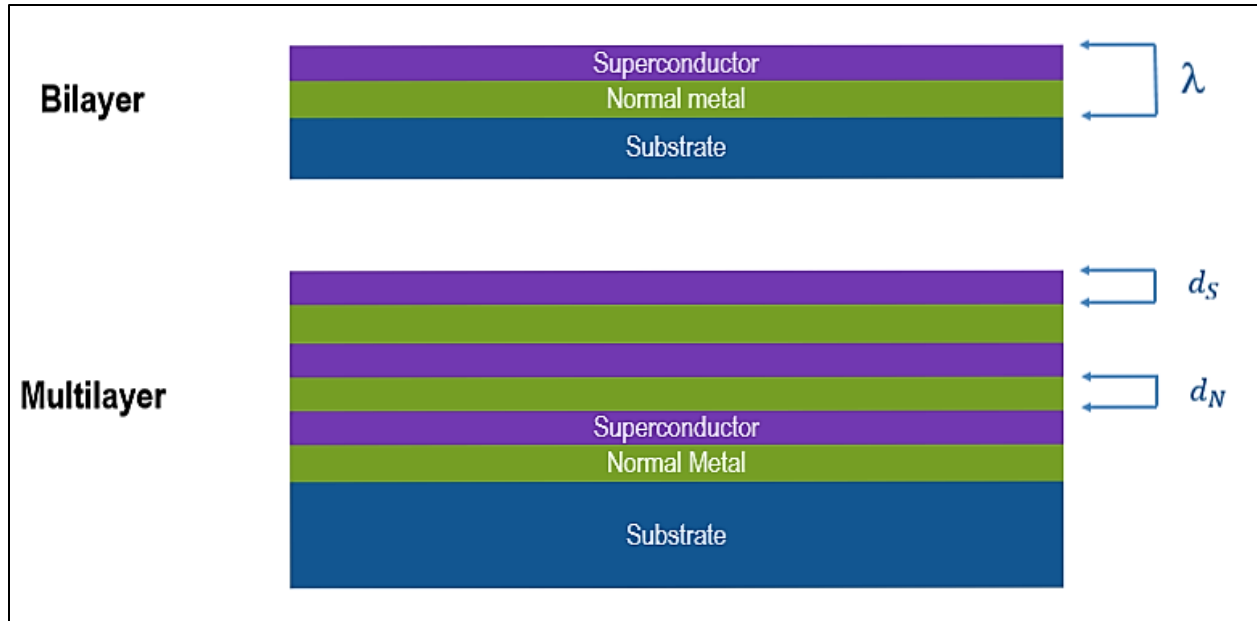 Bilayer
Superconductor
Normal metal
Substrate
λ
Multilayer
d_S
d_N
Superconductor
Normal Metal
Substrate